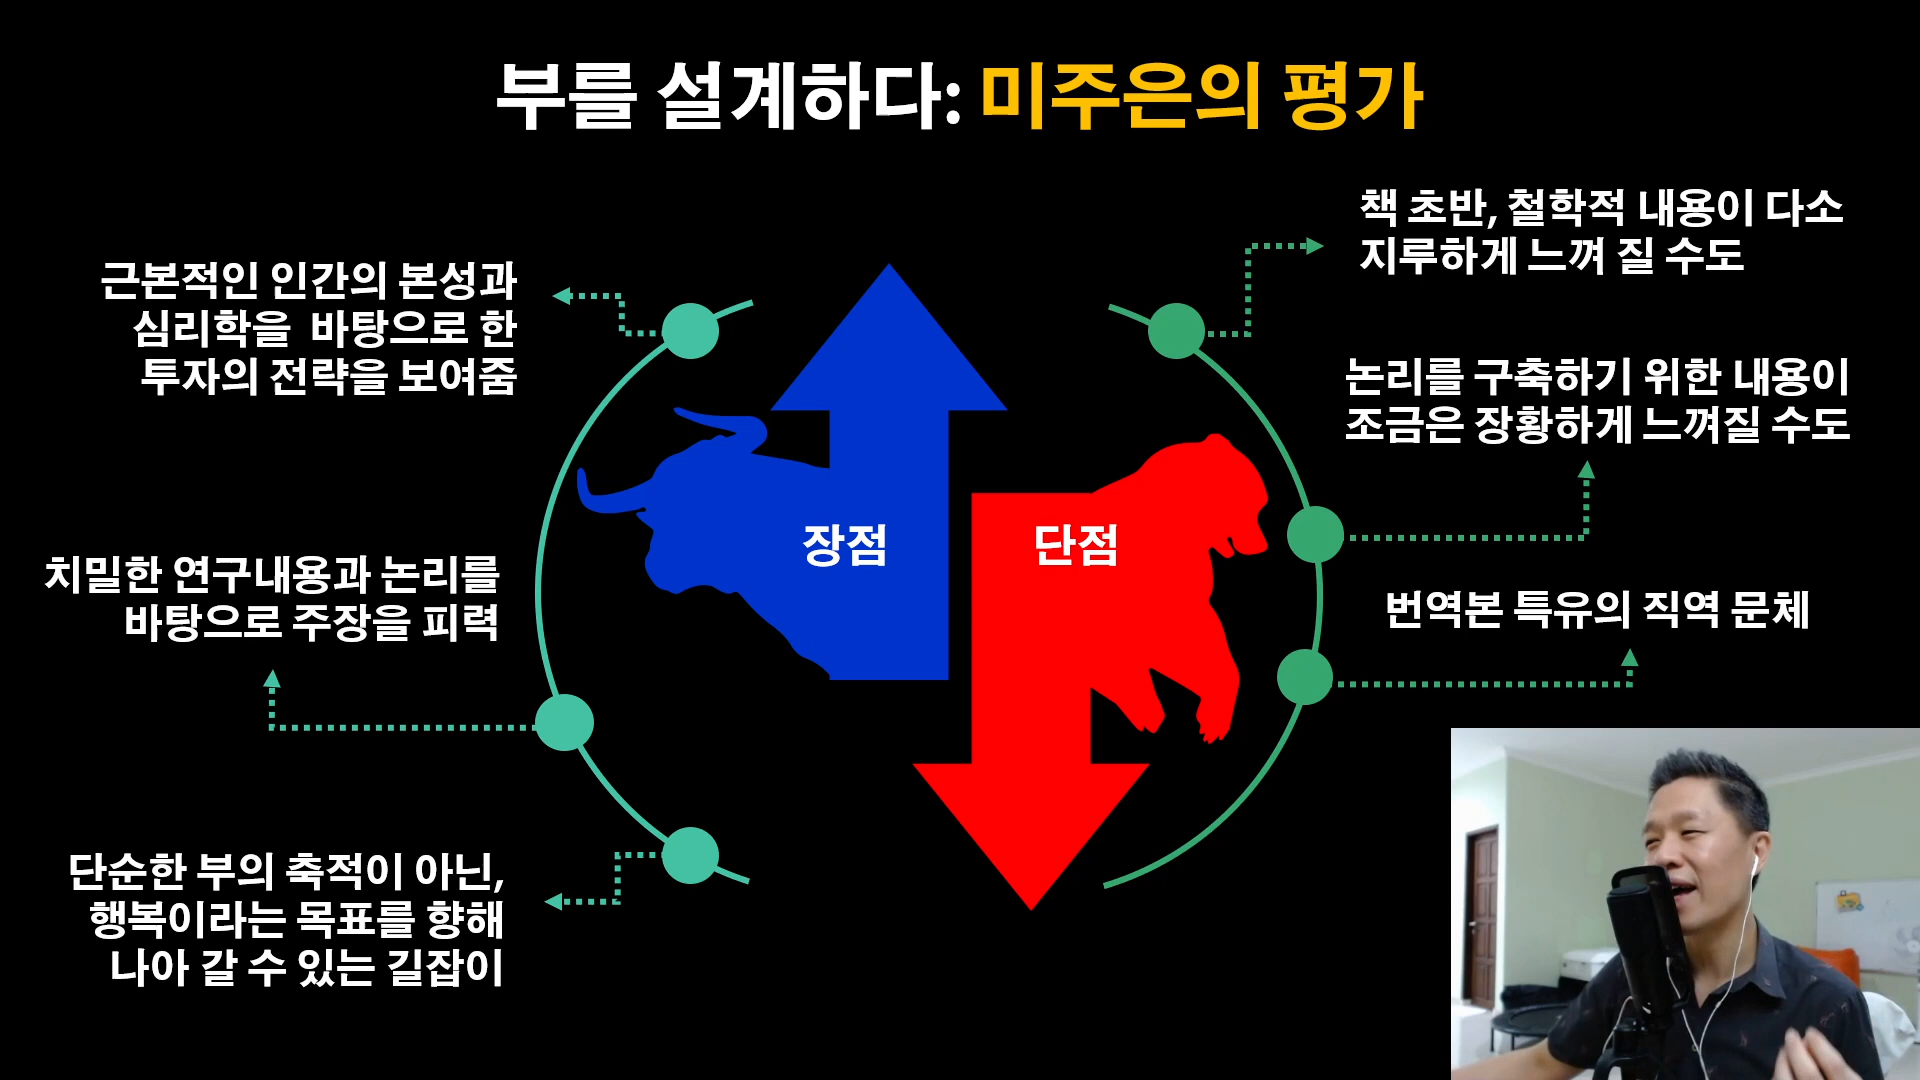 부를 설계하다: 미주은의 평가
근본적인 인간의 본성과
심리학을 바탕으로 한
투자의 전략을 보여줌
치밀한 연구내용과 논리를
바탕으로 주장을 피력
단순한 부의 축적이 아닌,
행복이라는 목표를 향해
나아 갈 수 있는 길잡이
장점
단점
책 초반, 철학적 내용이 다소
지루하게 느껴 질 수도
논리를 구축하기 위한 내용이
조금은 장황하게 느껴질 수도
번역본 특유의 직역 문체